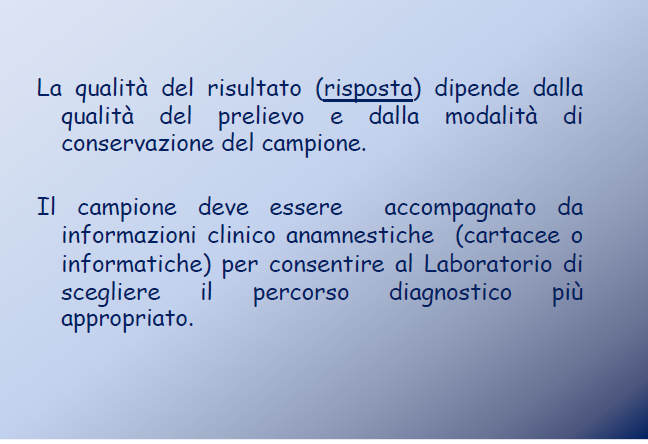 La qualità del risultato (risposta) dipende dalla
qualità del prelievo e dalla modalità di
conservazione del campione.
Il campione deve essere accompagnato da
informazioni clinico anamnestiche (cartacee o
informatiche) per consentire al Laboratorio di
scegliere il percorso diagnostico più
appropriato.